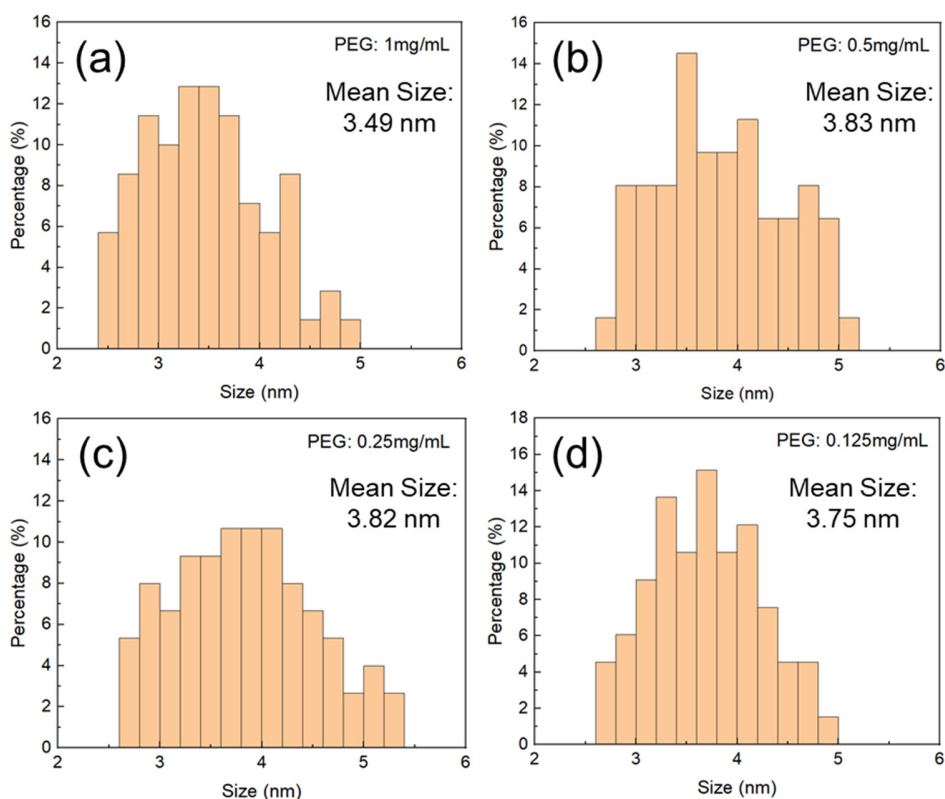 (a)
PEG: 1mg/mL
Mean Size:
3.49 nm
Percentage (%)
16
14
12
10
8
6
4
2
0
2
3
4
5
6
Size (nm)
(b)
PEG: 0.5mg/mL
Mean Size:
3.83 nm
Percentage (%)
16
14
12
10
8
6
4
2
0
2
3
4
5
6
Size (nm)
(c)
PEG: 0.25mg/mL
Mean Size:
3.82 nm
Percentage (%)
16
14
12
10
8
6
4
2
0
2
3
4
5
6
Size (nm)
(d)
PEG: 0.125mg/mL
Mean Size:
3.75 nm
Percentage (%)
18
16
14
12
10
8
6
4
2
0
2
3
4
5
6
Size (nm)